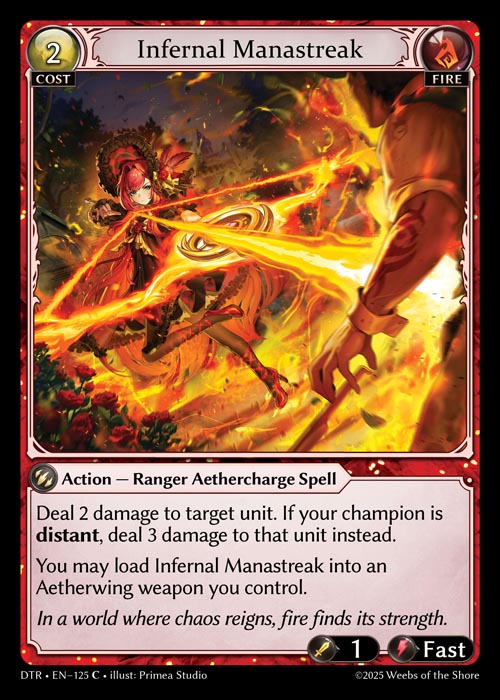 2
COST
Infernal Manastreak
FIRE
Action — Ranger Aethercharge Spell
Deal 2 damage to target unit. If your champion is
distant, deal 3 damage to that unit instead.
You may load Infernal Manastreak into an
Aetherwing weapon you control.
In a world where chaos reigns, fire finds its strength.
1
Fast
DTR • EN–125 C • illust: Primea Studio
©2025 Weebs of the Shore